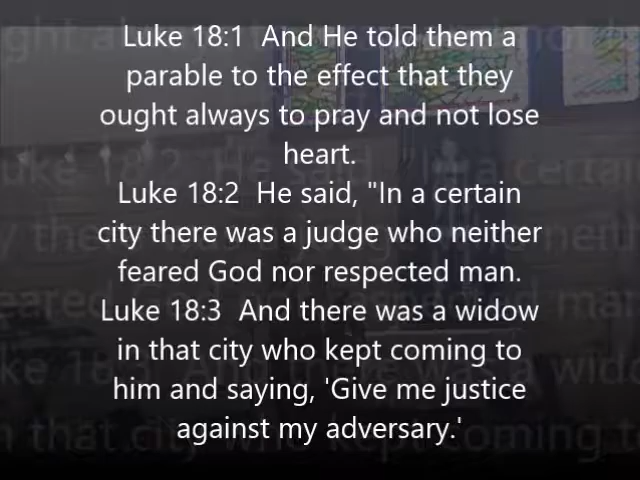 Luke 18:1  And He told them a
parable to the effect that they
ought always to pray and not lose
heart.
Luke 18:2  He said, "In a certain
city there was a judge who neither
feared God nor respected man.
Luke 18:3  And there was a widow
in that city who kept coming to
him and saying, 'Give me justice
against my adversary.'